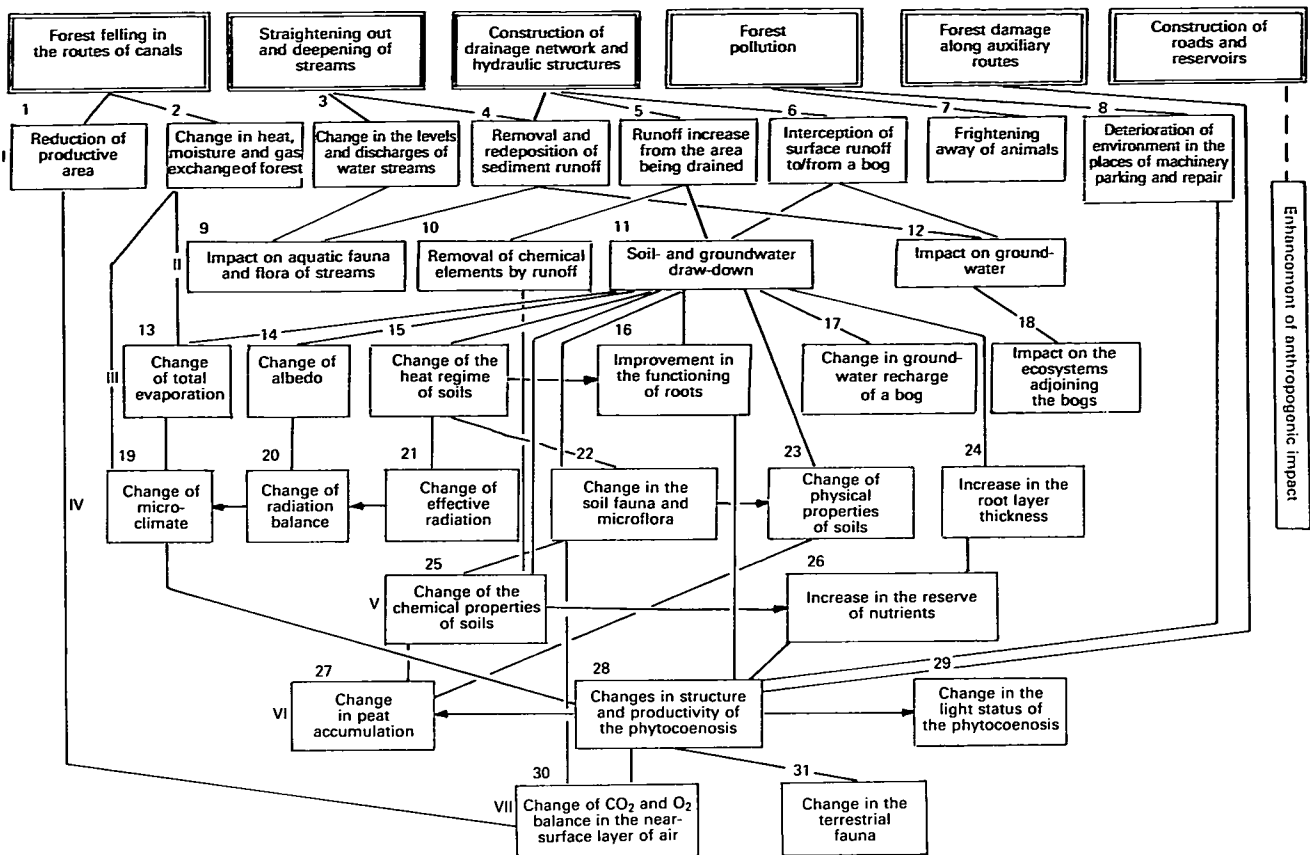 Forest felling in
the routes of canals
Straightening out
and deepening of
streams
Construction of
drainage network and
hydraulic structures
Forest
pollution
Forest damage
along auxiliary
routes
Construction of
roads and
reservoirs
1
2
3
4
5
6
7
8
I
Reduction of
productive
area
Change in heat,
moisture and gas
exchange of forest
Change in the levels
and discharges of
water streams
Removal and
redeposition of
sediment runoff
Runoff increase
from the area
being drained
Interception of
surface runoff
to/from a bog
Frightening
away of animals
Deterioration of
environment in the
places of machinery
parking and repair
Enhancomont of anthropogonic impact
9
10
11
12
II
Impact on aquatic fauna
and flora of streams
Removal of chemical
elements by runoff
Soil- and groundwater
draw-down
Impact on ground-
water
13
14
15
16
17
18
III
Change
of total
evaporation
Change of
albedo
Change of the
heat regime
of soils
Improvement in
the functioning
of roots
Change in ground-
water recharge
of a bog
Impact on the
ecosystems
adjoining
the bogs
19
20
21
22
23
24
IV
Change of
micro-
climate
Change of
radiation
balance
Change of
effective
radiation
Change in the
soil fauna and
microflora
Change of
physical
properties
of soils
Increase in the
root layer
thickness
25
26
V
Change of the
chemical properties
of soils
Increase in the reserve
of nutrients
27
28
29
VI
Change
in peat
accumulation
Changes in structure
and productivity of
the phytocoenosis
Change in the
light status of
the phytocoenosis
30
31
VII
Change of CO₂ and O₂
balance in the near-
surface layer of air
Change in the
terrestrial
fauna